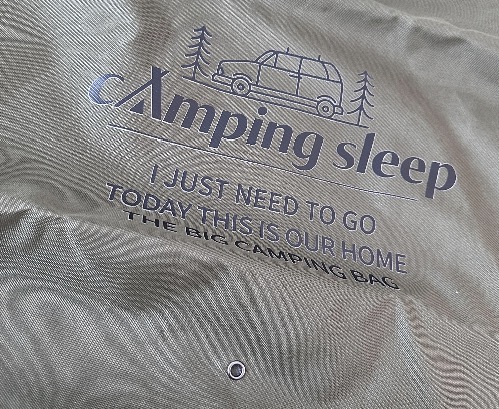 cAmping sleep
I JUST NEED TO GO
TODAY THIS IS OUR HOME
THE BIG CAMPING BAG